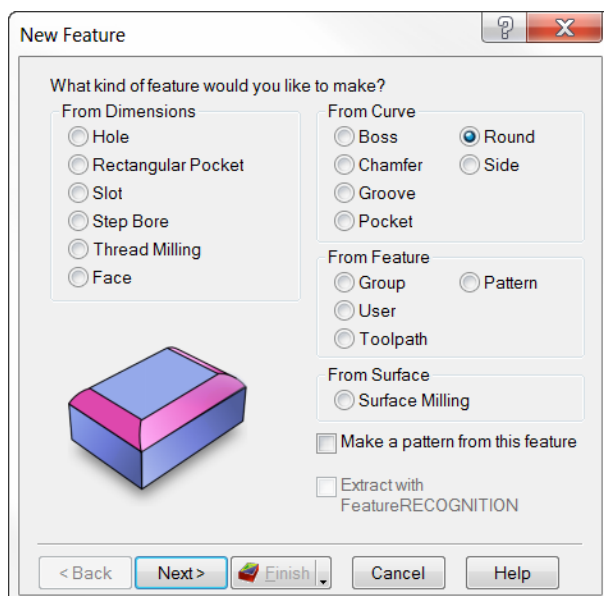 New Feature
What kind of feature would you like to make?
From Dimensions
Hole
Rectangular Pocket
Slot
Step Bore
Thread Milling
Face
From Curve
Boss
Round
Chamfer
Side
Groove
Pocket
From Feature
Group
Pattern
User
Toolpath
From Surface
Surface Milling
Make a pattern from this feature
Extract with
FeatureRECOGNITION
< Back
Next >
Finish
Cancel
Help